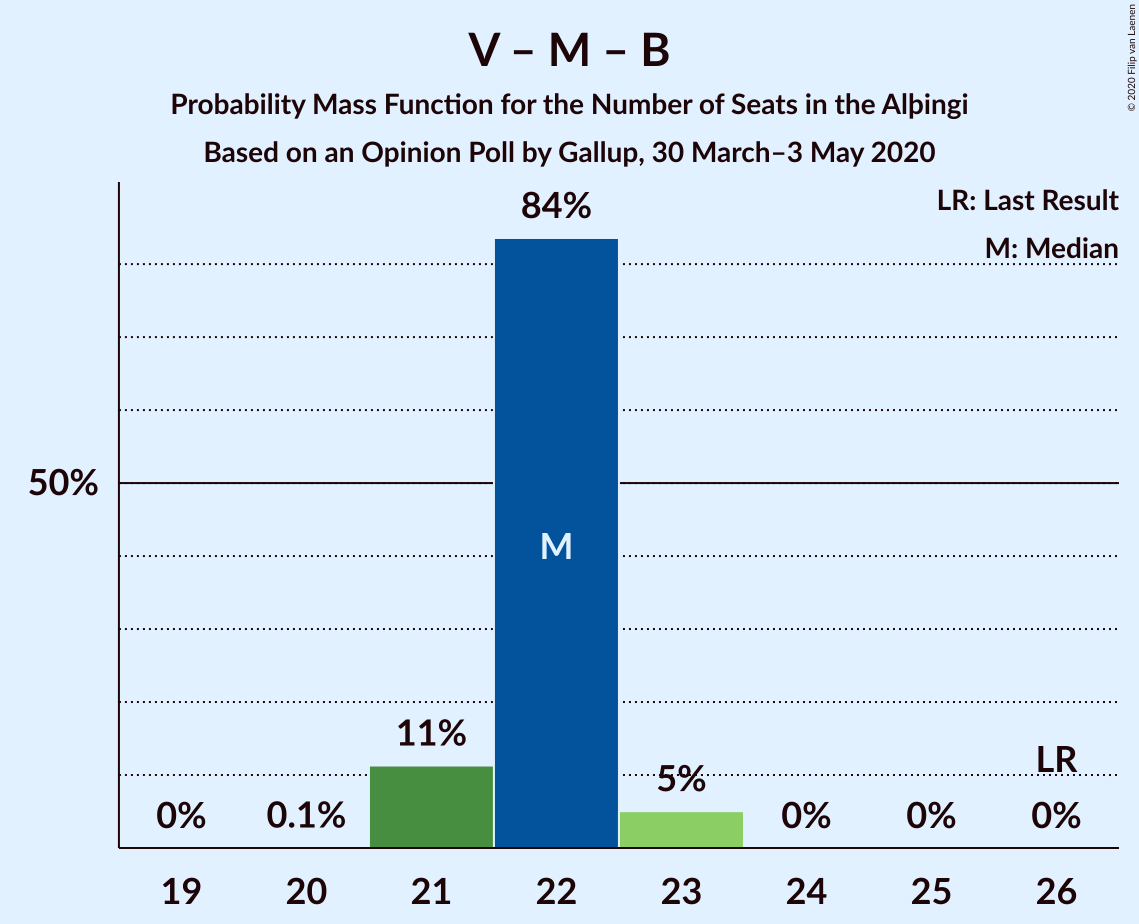 V – M – B
Probability Mass Function for the Number of Seats in the Alþingi
Based on an Opinion Poll by Gallup, 30 March–3 May 2020
© 2020 Filip van Laenen
LR: Last Result
M: Median
84%
50%
M
11%
LR
5%
0%
0.1%
0%
0%
0%
19
20
21
22
23
24
25
26